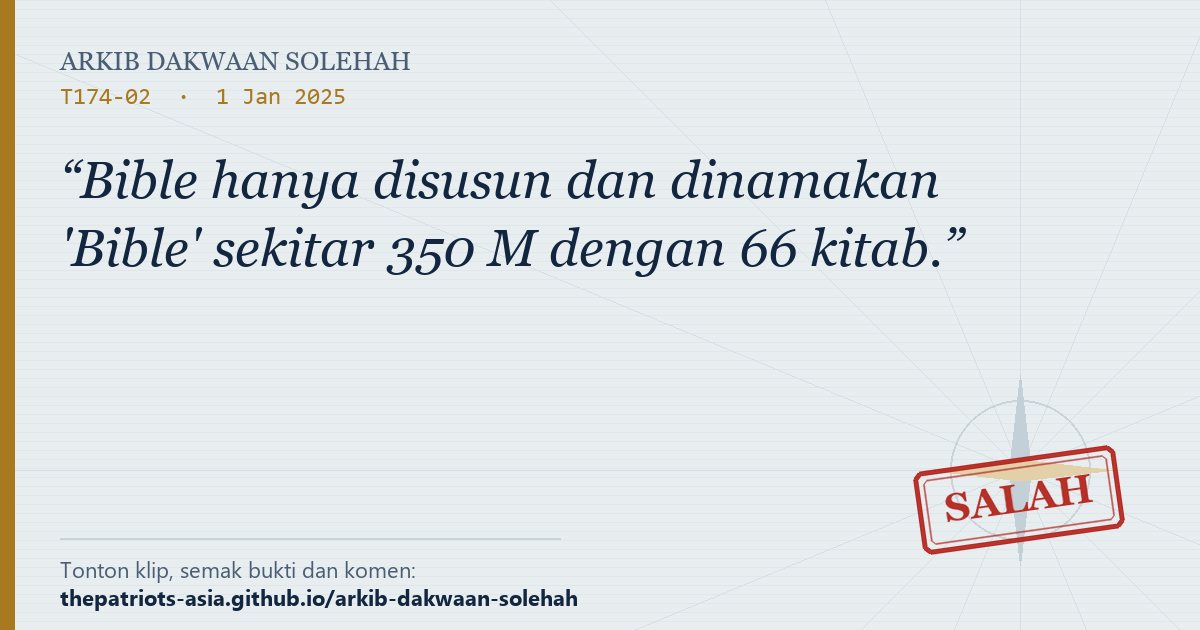 ARKIB DAKWAAN SOLEHAH
T174-02 · 1 Jan 2025
“Bible hanya disusun dan dinamakan
'Bible' sekitar 350 M dengan 66 kitab.”
SALAH
Tonton klip, semak bukti dan komen:
thepatriots-asia.github.io/arkib-dakwaan-solehah